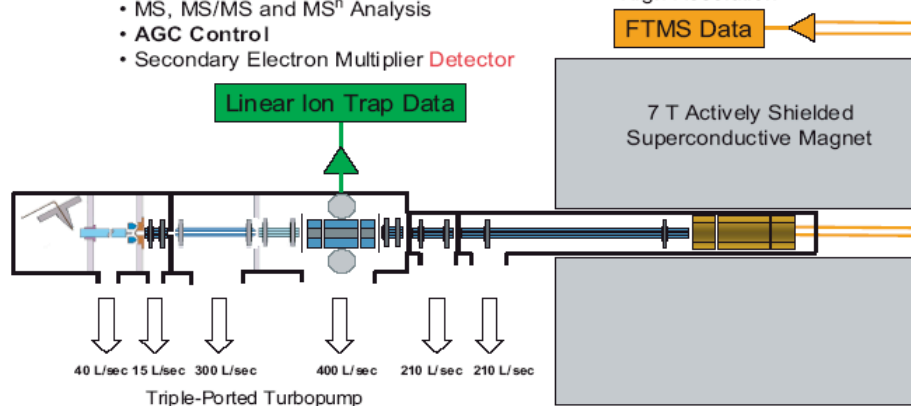 • MS, MS/MS and MSⁿ Analysis
• AGC Control
• Secondary Electron Multiplier Detector
FTMS Data
Linear Ion Trap Data
7 T Actively Shielded
Superconductive Magnet
40 L/sec 15 L/sec 300 L/sec 400 L/sec 210 L/sec 210 L/sec
Triple-Ported Turbopump